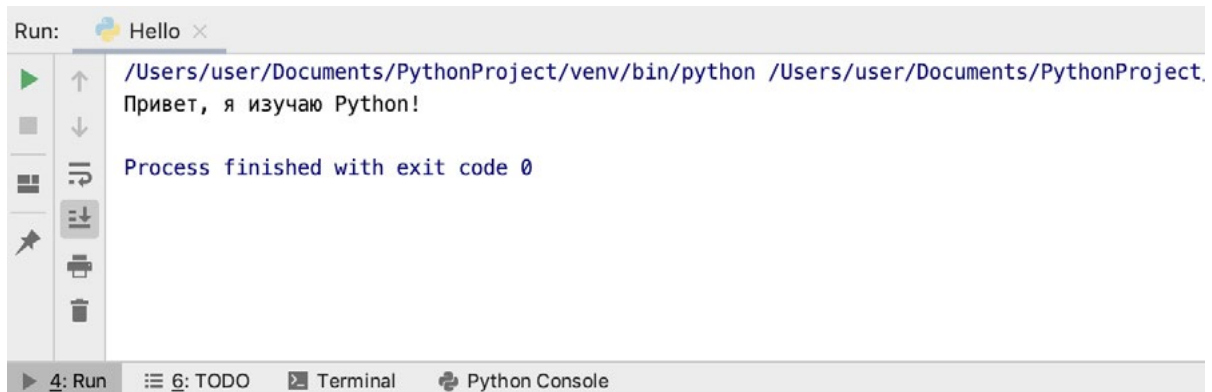 Run: Hello
/Users/user/Documents/PythonProject/venv/bin/python /Users/user/Documents/PythonProject/
Привет, я изучаю Python!
Process finished with exit code 0
4: Run 6: TODO Terminal Python Console